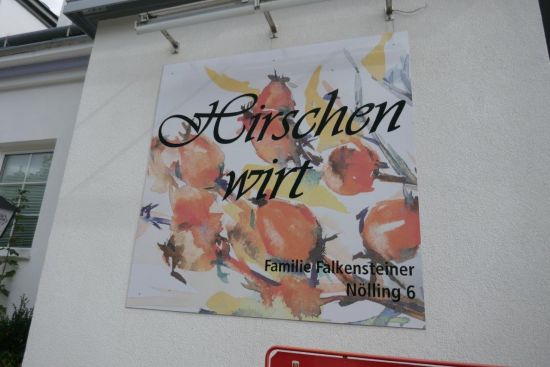 Hirschen
wirt
Familie Falkensteiner
Nölling 6